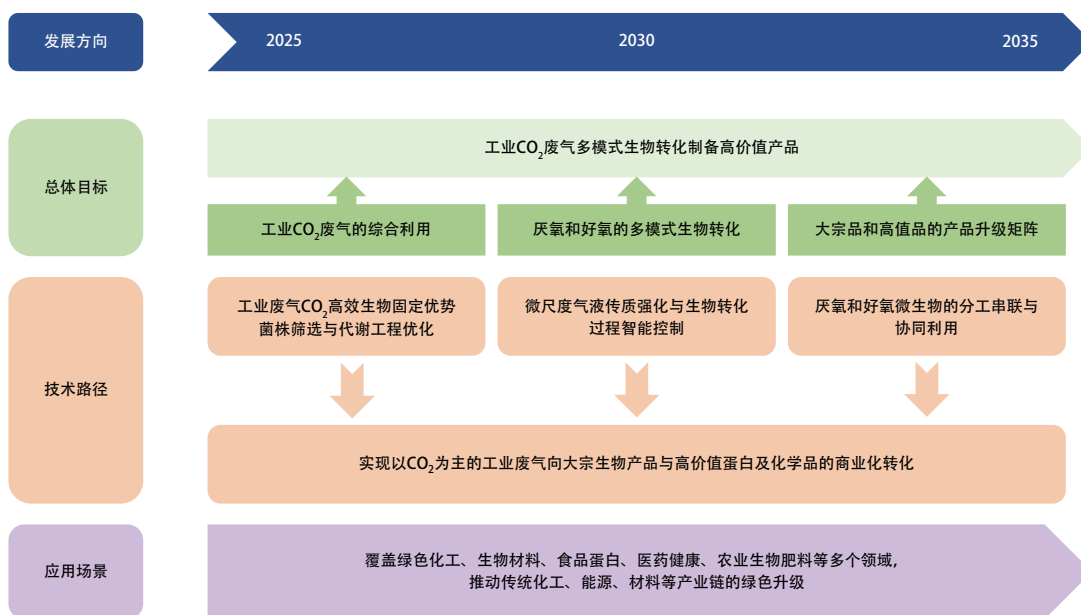 发展方向
2025
2030
2035
总体目标
工业CO₂废气多模式生物转化制备高价值产品
工业CO₂废气的综合利用
厌氧和好氧的多模式生物转化
大宗品和高值品的产品升级矩阵
技术路径
工业废气CO₂高效生物固定优势
菌株筛选与代谢工程优化
微尺度气液传质强化与生物转化
过程智能控制
厌氧和好氧微生物的分工串联与
协同利用
实现以CO₂为主的工业废气向大宗生物产品与高价值蛋白及化学品的商业化转化
应用场景
覆盖绿色化工、生物材料、食品蛋白、医药健康、农业生物肥料等多个领域，
推动传统化工、能源、材料等产业链的绿色升级